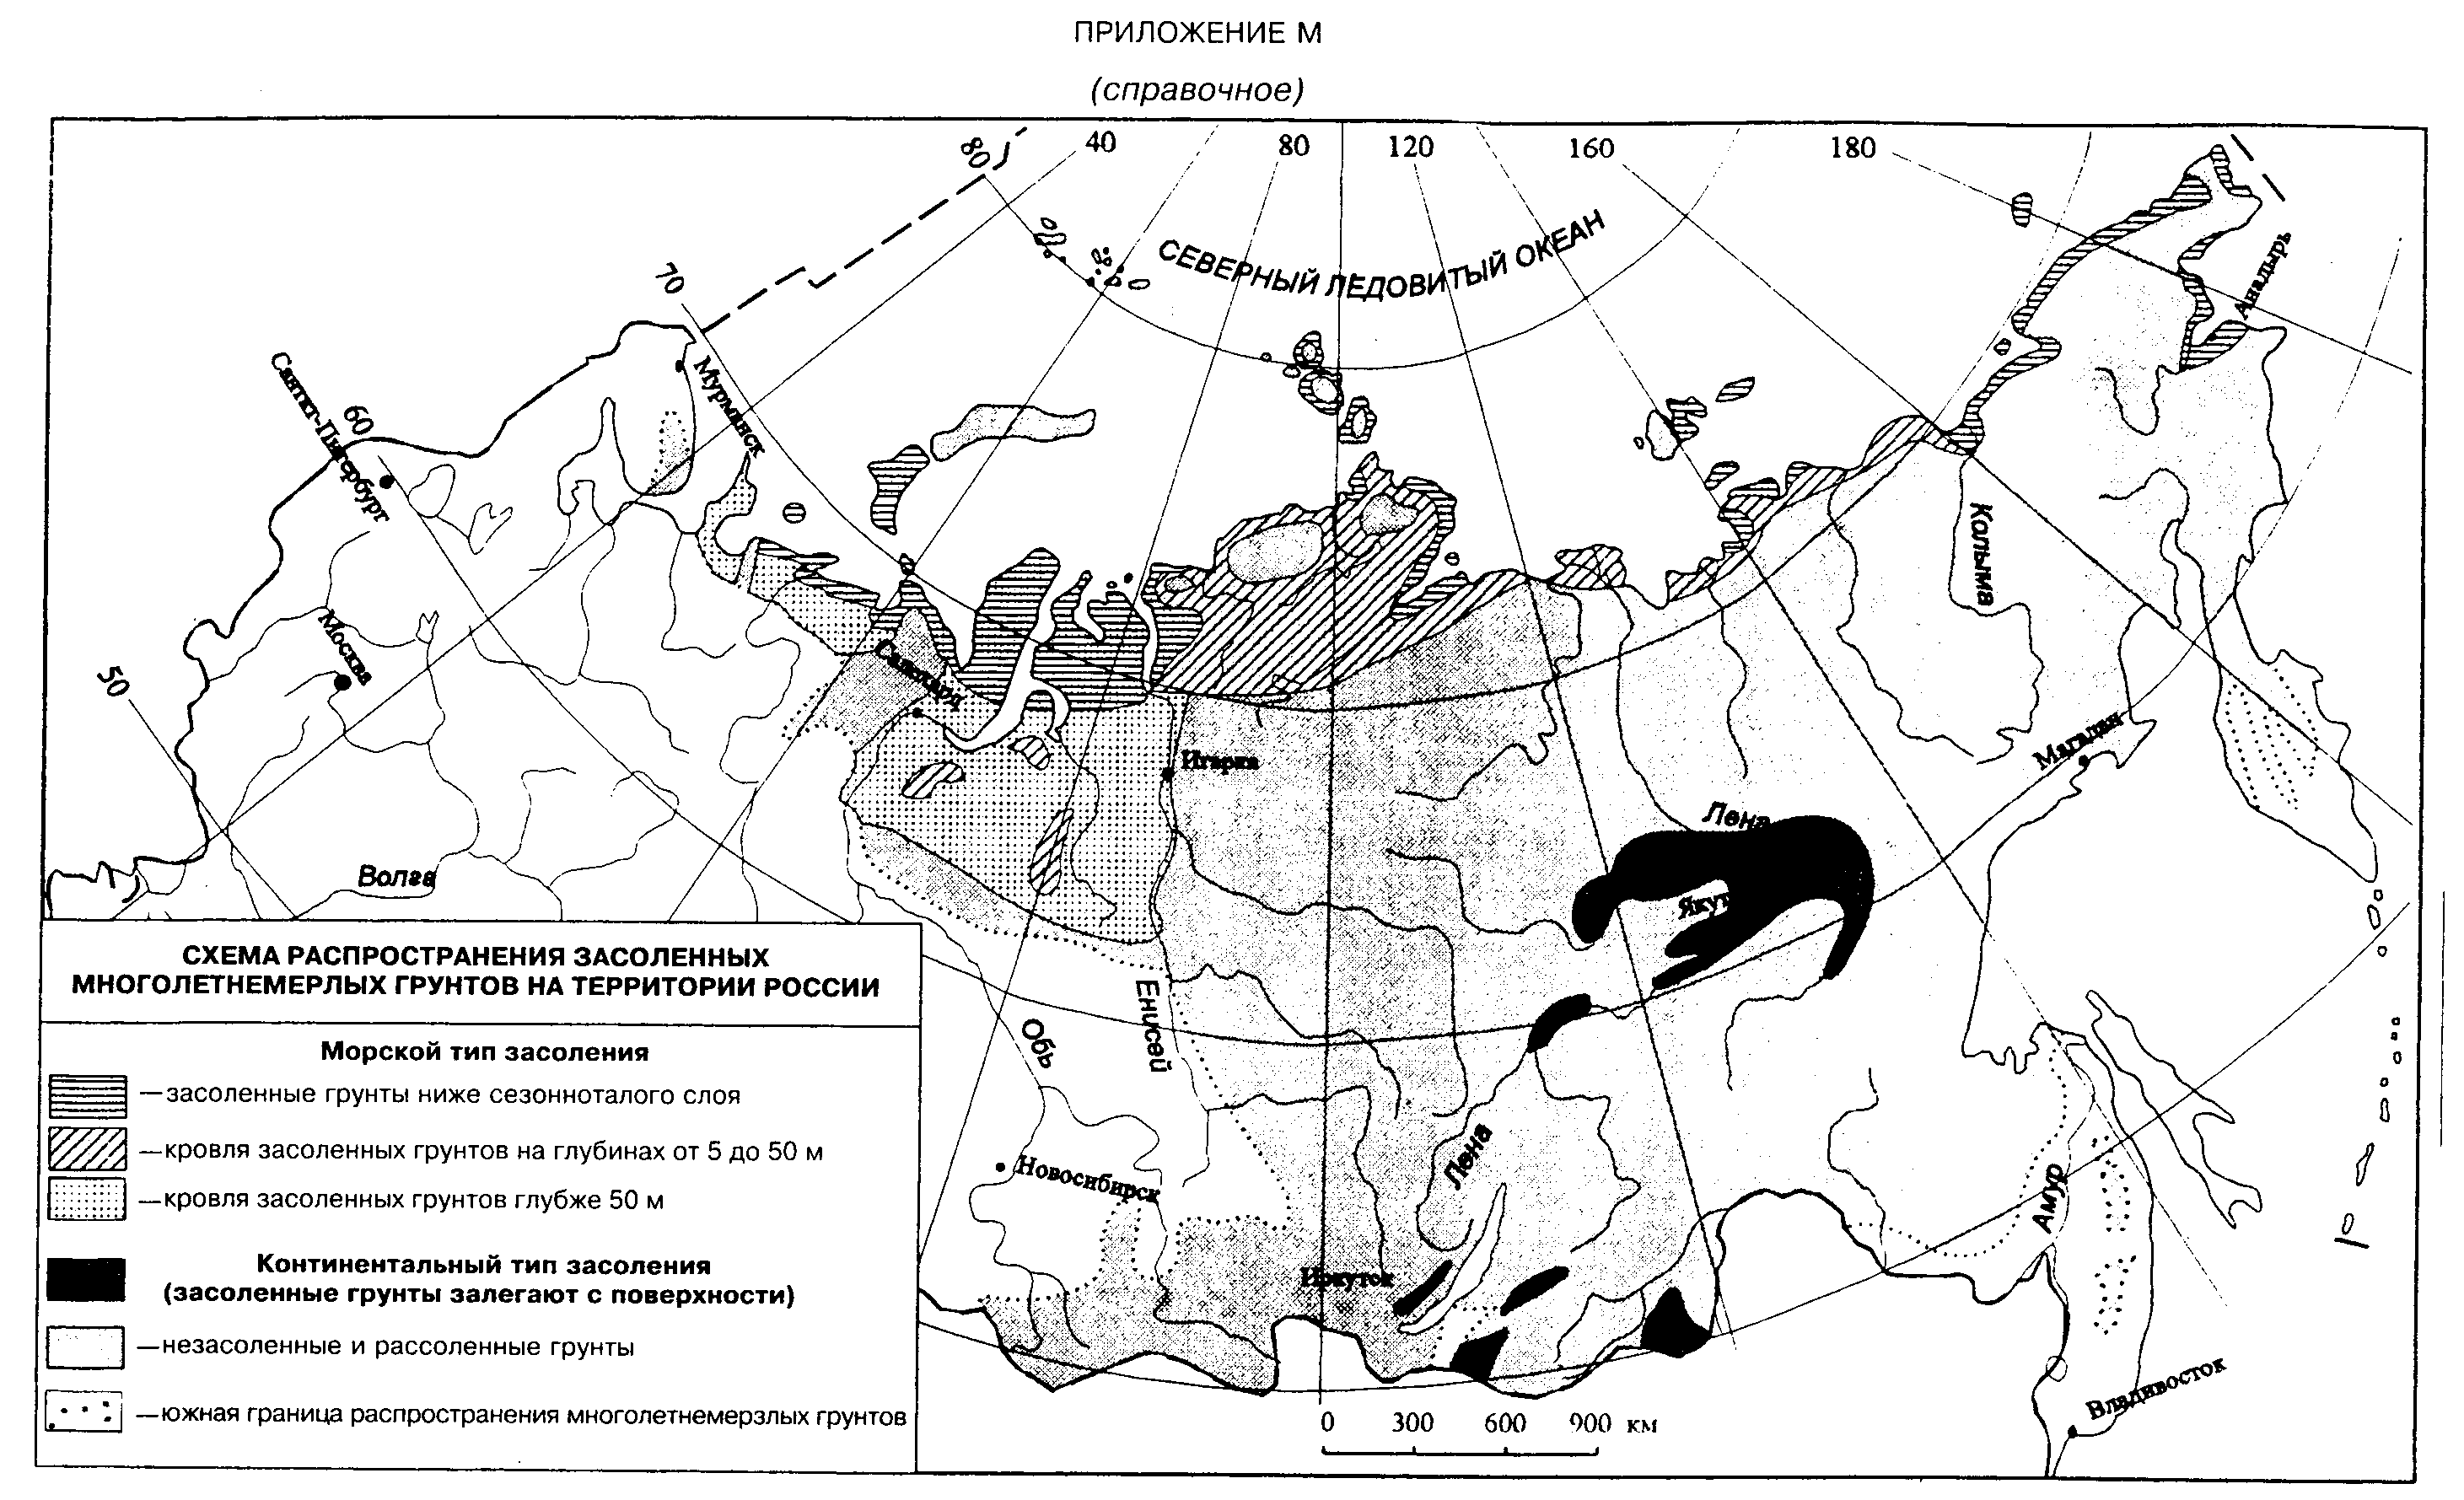 ПРИЛОЖЕНИЕ М
(справочное)
80
40
80
120
160
180
СЕВЕРНЫЙ ЛЕДОВИТЫЙ ОКЕАН
70
60
50
Мурманск
Санкт-Питербург
Москва
Анадырь
Салехард
Игарка
Колыма
Магадан
Лена
Якут
Волга
Обь
Енисей
Новосибирск
Лена
Иркутск
Амур
Владивосток
0 300 600 900 км
СХЕМА РАСПРОСТРАНЕНИЯ ЗАСОЛЕННЫХ
МНОГОЛЕТНЕМЕРЛЫХ ГРУНТОВ НА ТЕРРИТОРИИ РОССИИ
Морской тип засоления
—засоленные грунты ниже сезонноталого слоя
—кровля засоленных грунтов на глубинах от 5 до 50 м
—кровля засоленных грунтов глубже 50 м
Континентальный тип засоления
(засоленные грунты залегают с поверхности)
—незасоленные и рассоленные грунты
—южная граница распространения многолетнемерзлых грунтов